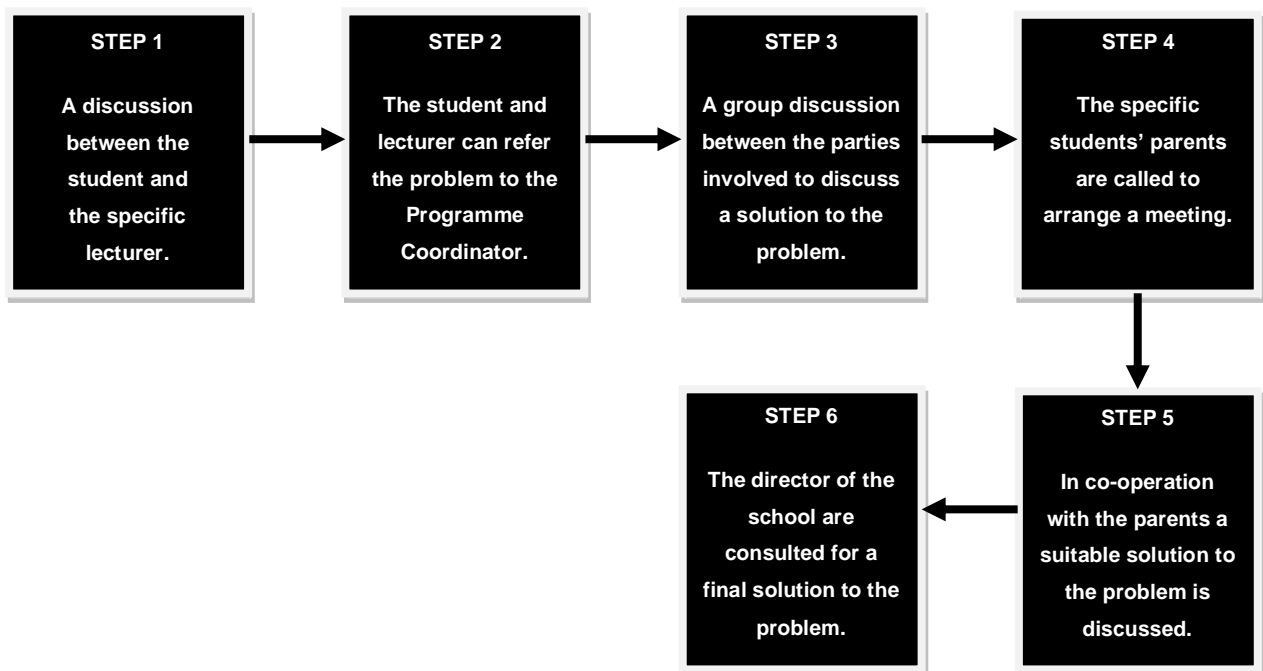 STEP 1
A discussion
between the
student and
the specific
lecturer.
STEP 2
The student and
lecturer can refer
the problem to the
Programme
Coordinator.
STEP 3
A group discussion
between the parties
involved to discuss
a solution to the
problem.
STEP 4
The specific
students’ parents
are called to
arrange a meeting.
STEP 5
In co-operation
with the parents a
suitable solution to
the problem is
discussed.
STEP 6
The director of the
school are
consulted for a
final solution to the
problem.